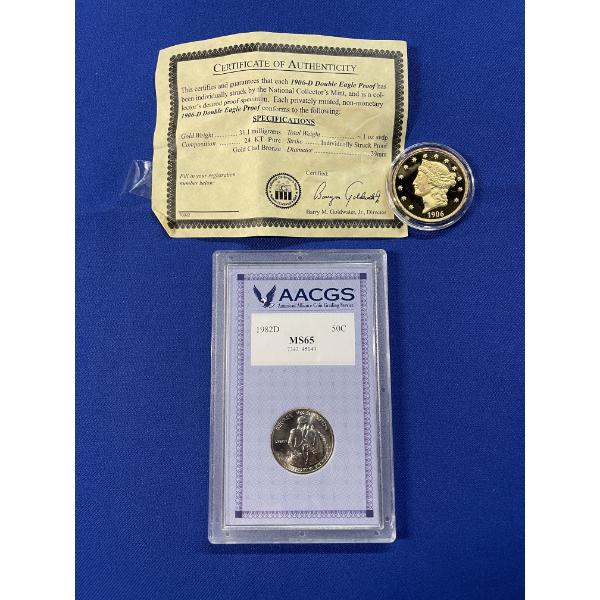 CERTIFICATE OF AUTHENTICITY
This certifies and guarantees that each 1906-D Double Eagle Proof has
been individually struck by the National Collector's Mint, and is a col-
lector's desired proof specimen. Each privately minted, non-monetary
1906-D Double Eagle Proof conforms to the following:
SPECIFICATIONS
Gold Weight 31.1 milligrams Total Weight ~ 1 oz avdp
Composition 24 KT. Pure Strike Individually Struck Proof
Gold Clad Bronze Diameter 39mm
Fill in your registration
number below:
Certified:
Barry M. Goldwater, Jr., Director
1906
AACGS
American Alliance Coin Grading Service
1982D 50C
MS65